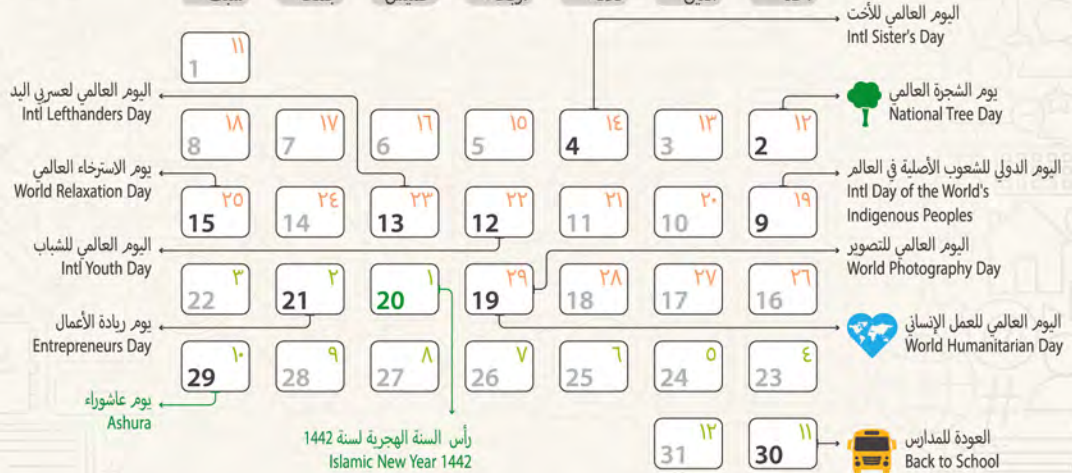 اليوم العالمي للأخت
Intl Sister's Day
١١
1
يوم الشجرة العالمي
National Tree Day
١٢ ١٣ ١٤ ١٥ ١٦ ١٧ ١٨
2 3 4 5 6 7 8
اليوم العالمي لعسري اليد
Intl Lefthanders Day
اليوم الدولي للشعوب الأصلية في العالم
Intl Day of the World's
Indigenous Peoples
١٩ ٢٠ ٢١ ٢٢ ٢٣ ٢٤ ٢٥
9 10 11 12 13 14 15
يوم الاسترخاء العالمي
World Relaxation Day
اليوم العالمي للتصوير
World Photography Day
٢٦ ٢٧ ٢٨ ٢٩ ١ ٢ ٣
16 17 18 19 20 21 22
اليوم العالمي للشباب
Intl Youth Day
اليوم العالمي للعمل الإنساني
World Humanitarian Day
٤ ٥ ٦ ٧ ٨ ٩ ١٠
23 24 25 26 27 28 29
يوم ريادة الأعمال
Entrepreneurs Day
يوم عاشوراء
Ashura
العودة للمدارس
Back to School
١١ ١٢
30 31
رأس السنة الهجرية لسنة 1442
Islamic New Year 1442